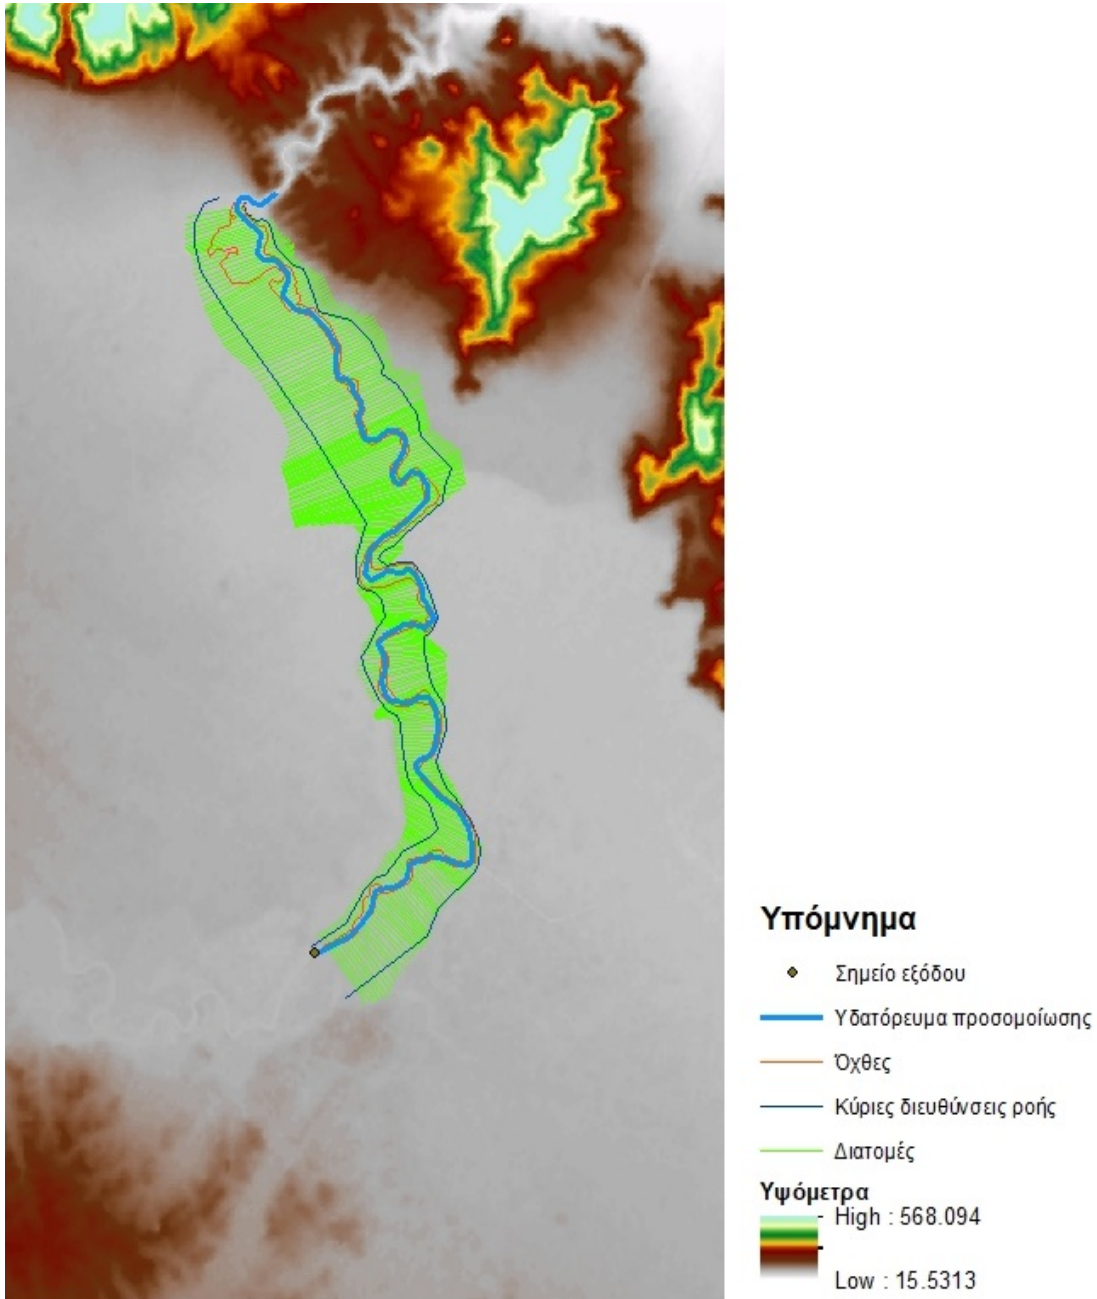 Υπόμνημα
Σημείο εξόδου
Υδατόρευμα προσομοίωσης
Όχθες
Κύριες διευθύνσεις ροής
Διατομές
Υψόμετρα
High : 568.094
Low : 15.5313